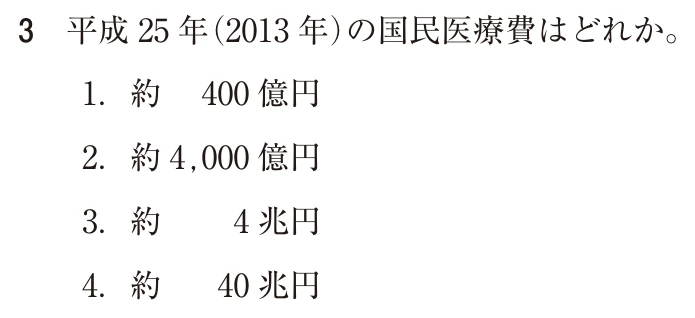 3 平成 25 年(2013 年)の国民医療費はどれか。
1. 約 400 億円
2. 約 4,000 億円
3. 約 4 兆円
4. 約 40 兆円